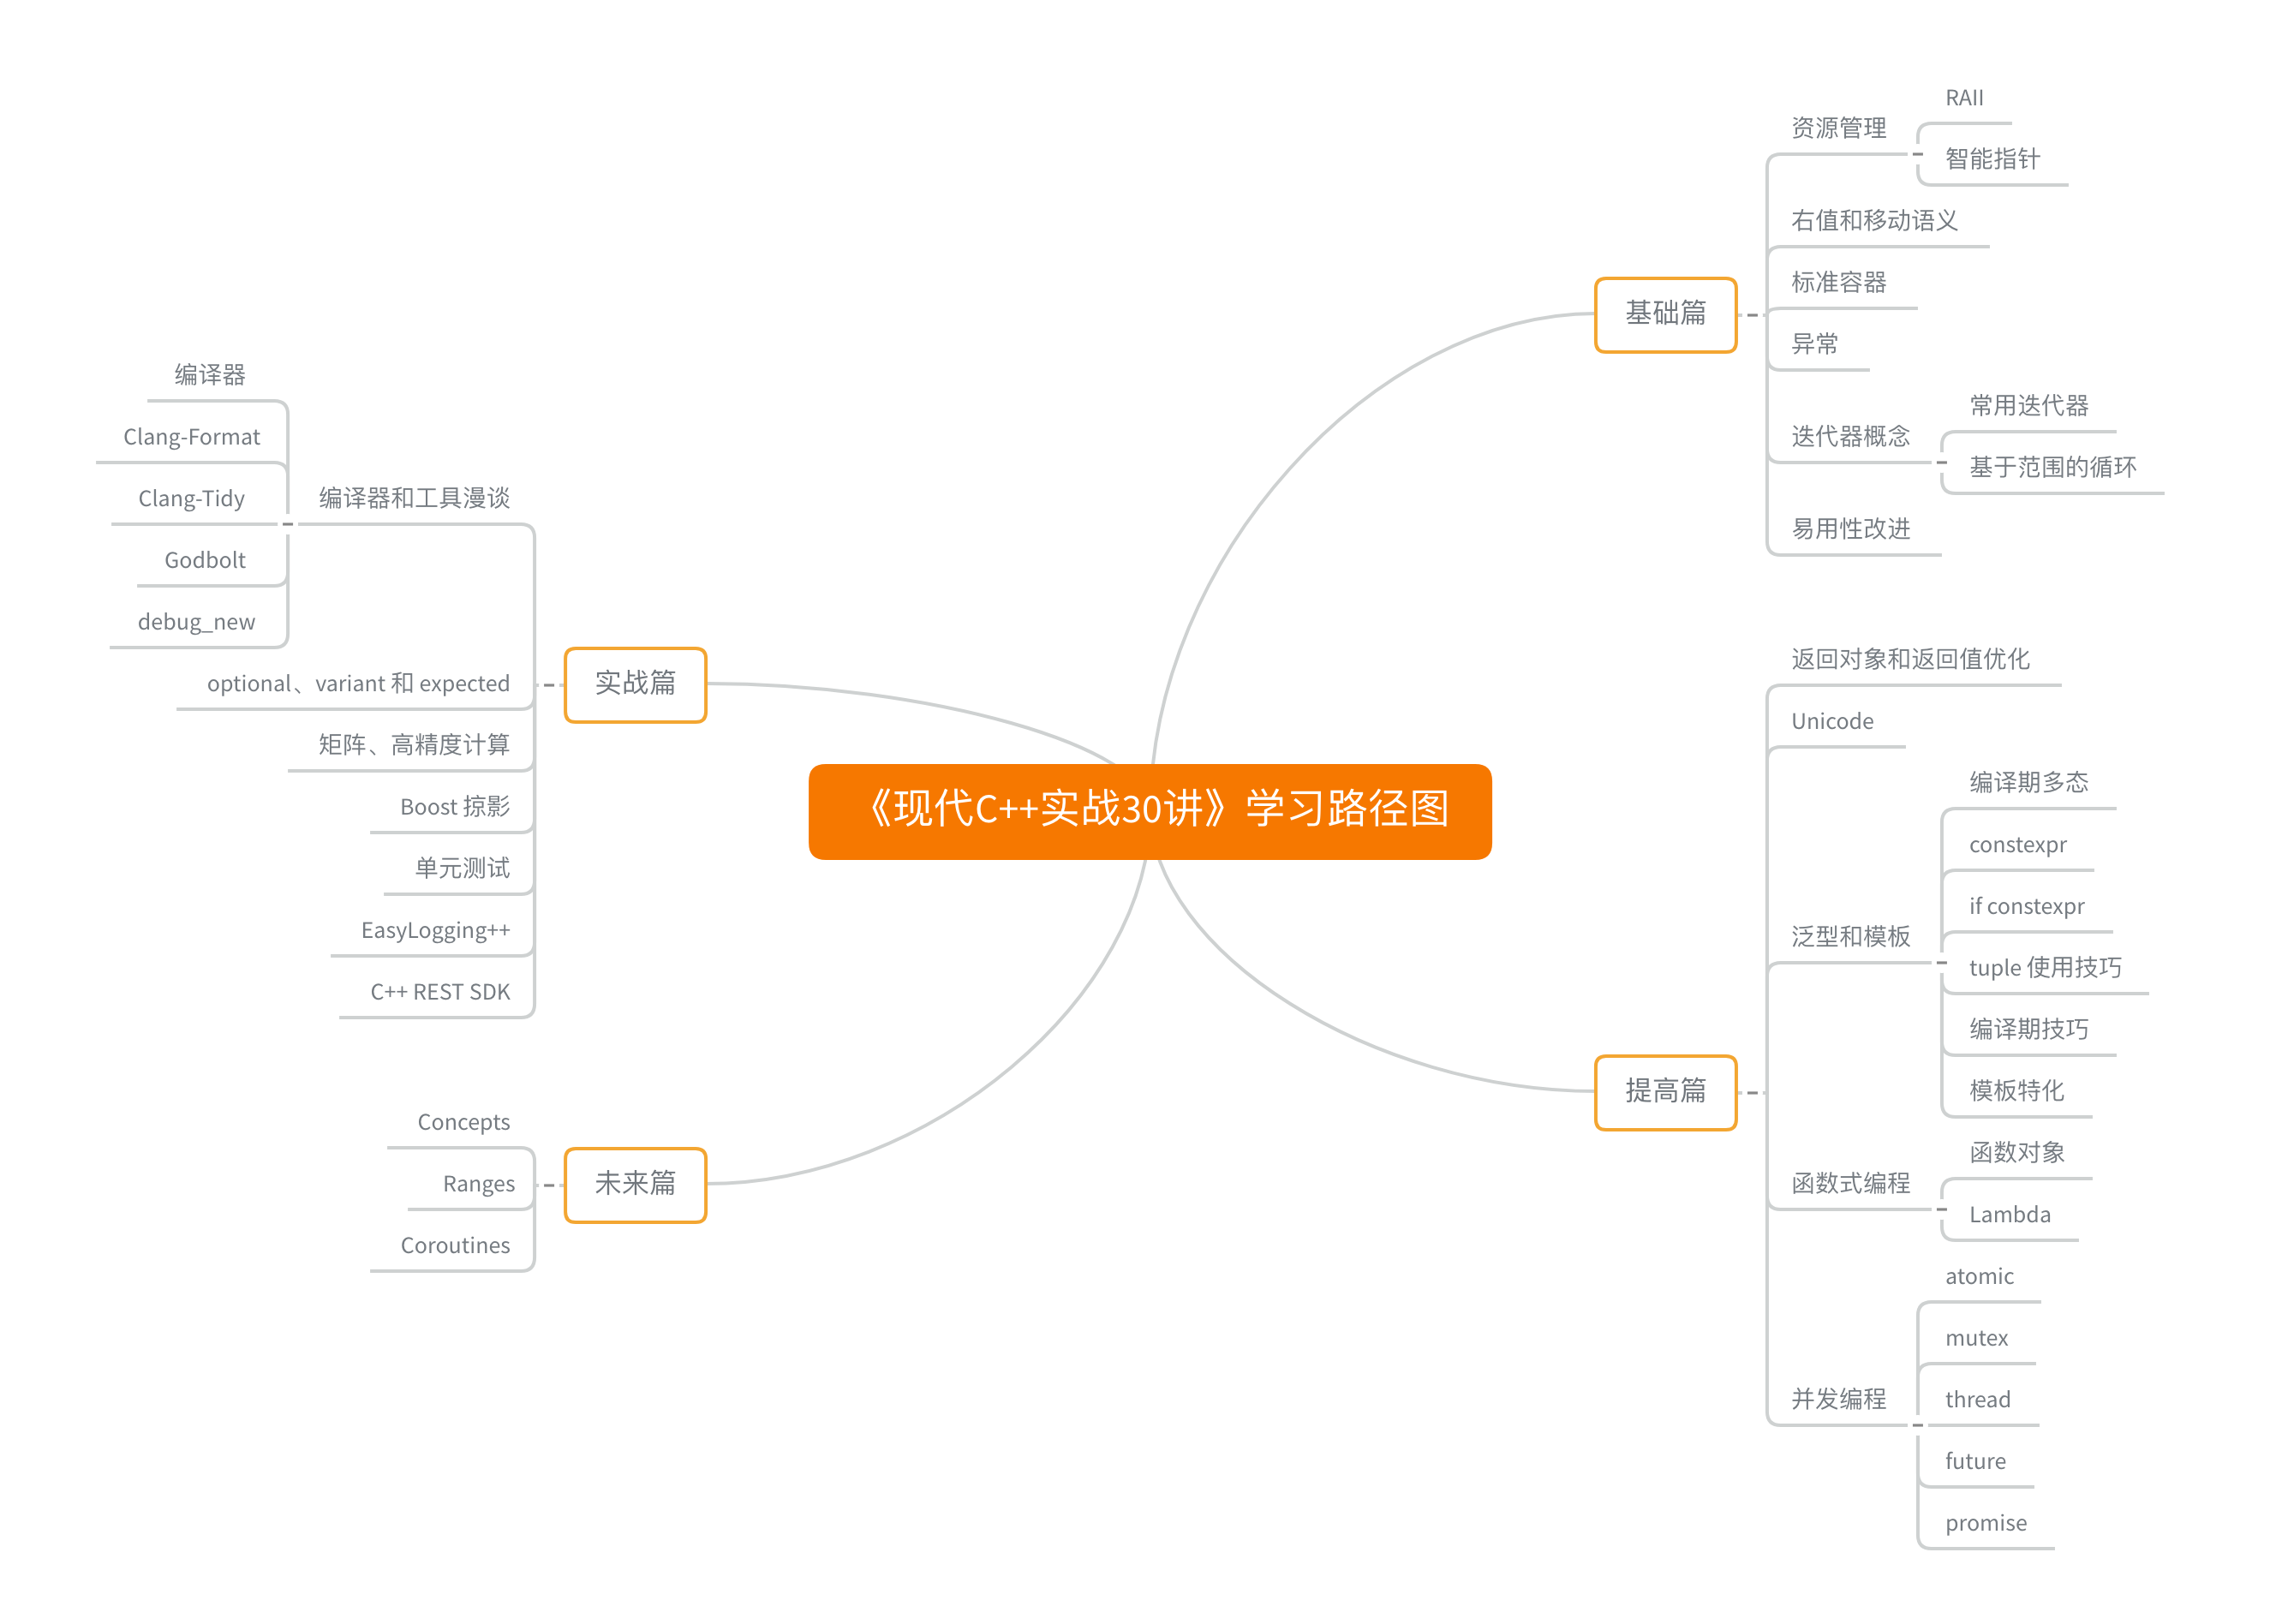 《现代C++实战30讲》学习路径图
基础篇
资源管理
RAII
智能指针
右值和移动语义
标准容器
异常
迭代器概念
常用迭代器
基于范围的循环
易用性改进
提高篇
返回对象和返回值优化
Unicode
泛型和模板
编译期多态
constexpr
if constexpr
tuple 使用技巧
编译期技巧
模板特化
函数式编程
函数对象
Lambda
并发编程
atomic
mutex
thread
future
promise
实战篇
编译器和工具漫谈
编译器
Clang-Format
Clang-Tidy
Godbolt
debug_new
optional、variant 和 expected
矩阵、高精度计算
Boost 掠影
单元测试
EasyLogging++
C++ REST SDK
未来篇
Concepts
Ranges
Coroutines